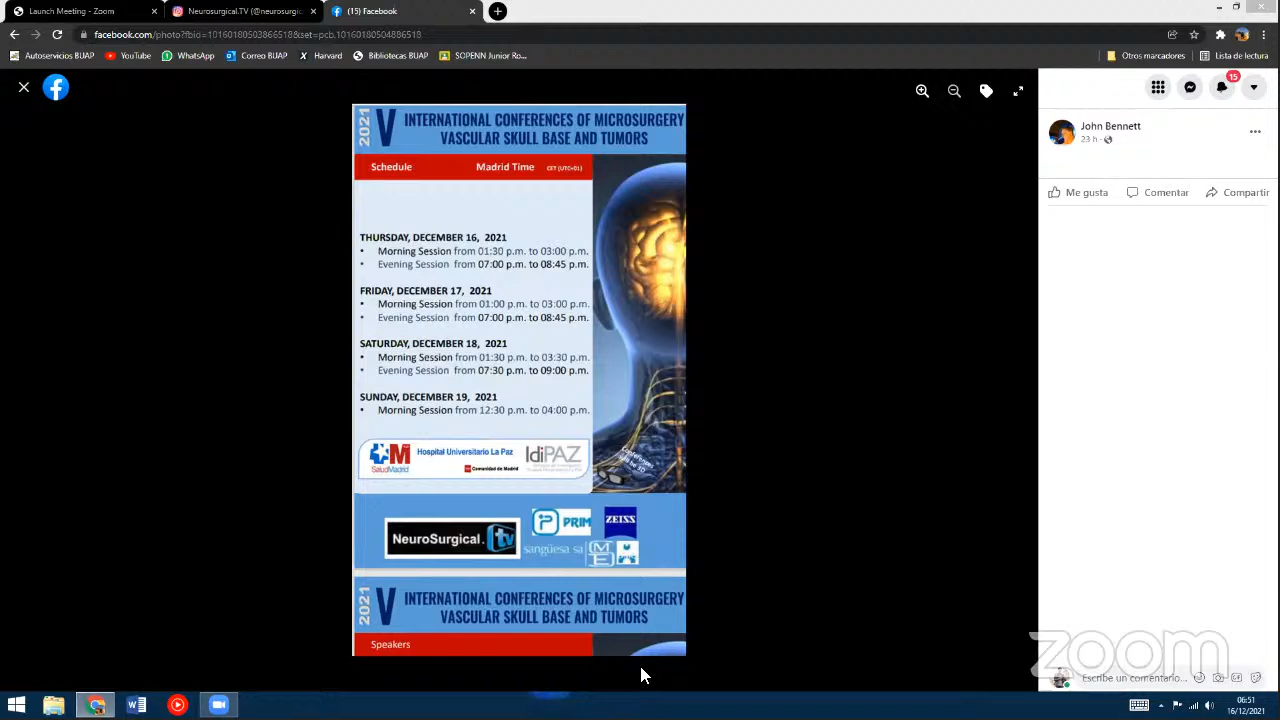 Launch Meeting - Zoom
Neurosurgical.TV (@neurosurgic
(15) Facebook
facebook.com/photo?fbid=10160180503866518&set=pcb.10160180504886518
Autoservicios BUAP
YouTube
WhatsApp
Correo BUAP
Harvard
Bibliotecas BUAP
SOPENN Junior Ro...
Otros marcadores
Lista de lectura
15
John Bennett
23 h
Me gusta
Comentar
Compartir
2021
V
INTERNATIONAL CONFERENCES OF MICROSURGERY
VASCULAR SKULL BASE AND TUMORS
Schedule Madrid Time CET (UTC+01)
THURSDAY, DECEMBER 16, 2021
• Morning Session from 01:30 p.m. to 03:00 p.m.
• Evening Session from 07:00 p.m. to 08:45 p.m.
FRIDAY, DECEMBER 17, 2021
• Morning Session from 01:00 p.m. to 03:00 p.m.
• Evening Session from 07:00 p.m. to 08:45 p.m.
SATURDAY, DECEMBER 18, 2021
• Morning Session from 01:30 p.m. to 03:30 p.m.
• Evening Session from 07:30 p.m. to 09:00 p.m.
SUNDAY, DECEMBER 19, 2021
• Morning Session from 12:30 p.m. to 04:00 p.m.
SaludMadrid
Hospital Universitario La Paz
Comunidad de Madrid
IdiPAZ
NeuroSurgical.tv
PRIM
ZEISS
sangüesa sa
2021
V
INTERNATIONAL CONFERENCES OF MICROSURGERY
VASCULAR SKULL BASE AND TUMORS
Speakers
zoom
Escribe un comentario...
06:51
16/12/2021